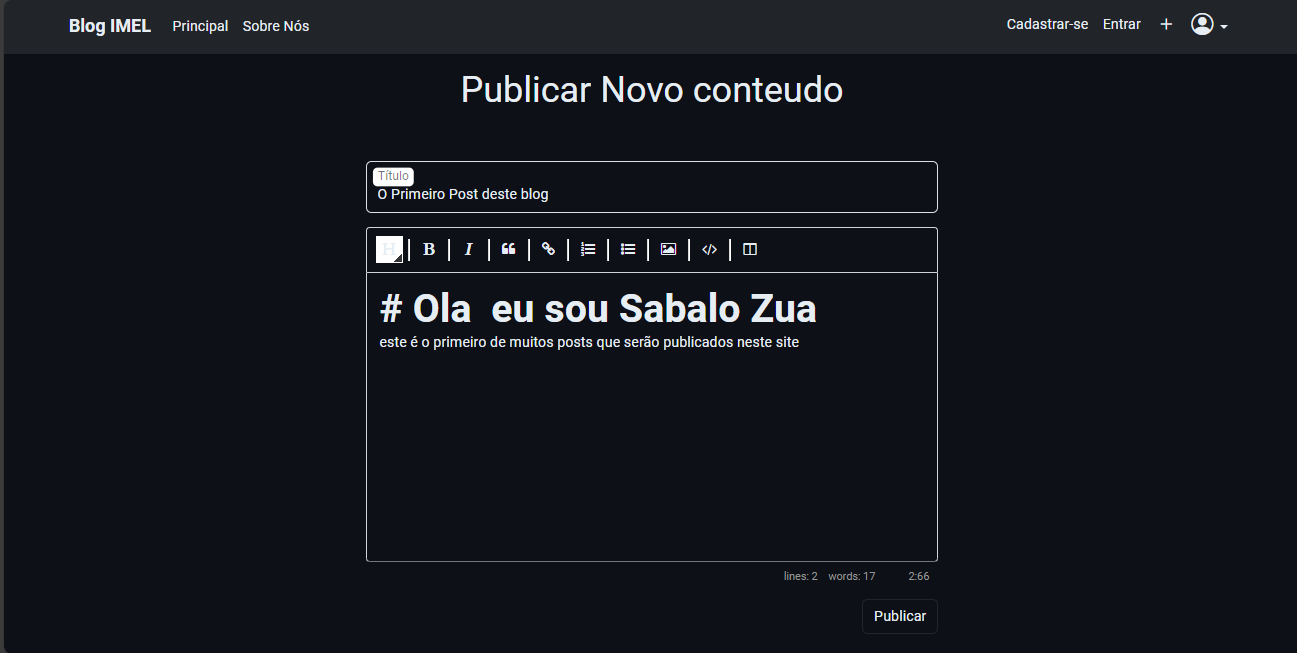 Blog IMEL Principal Sobre Nós Cadastrar-se Entrar +
Publicar Novo conteudo
Título
O Primeiro Post deste blog
H B I
# Ola  eu sou Sabalo Zua
este é o primeiro de muitos posts que serão publicados neste site
lines: 2 words: 17 2:66
Publicar